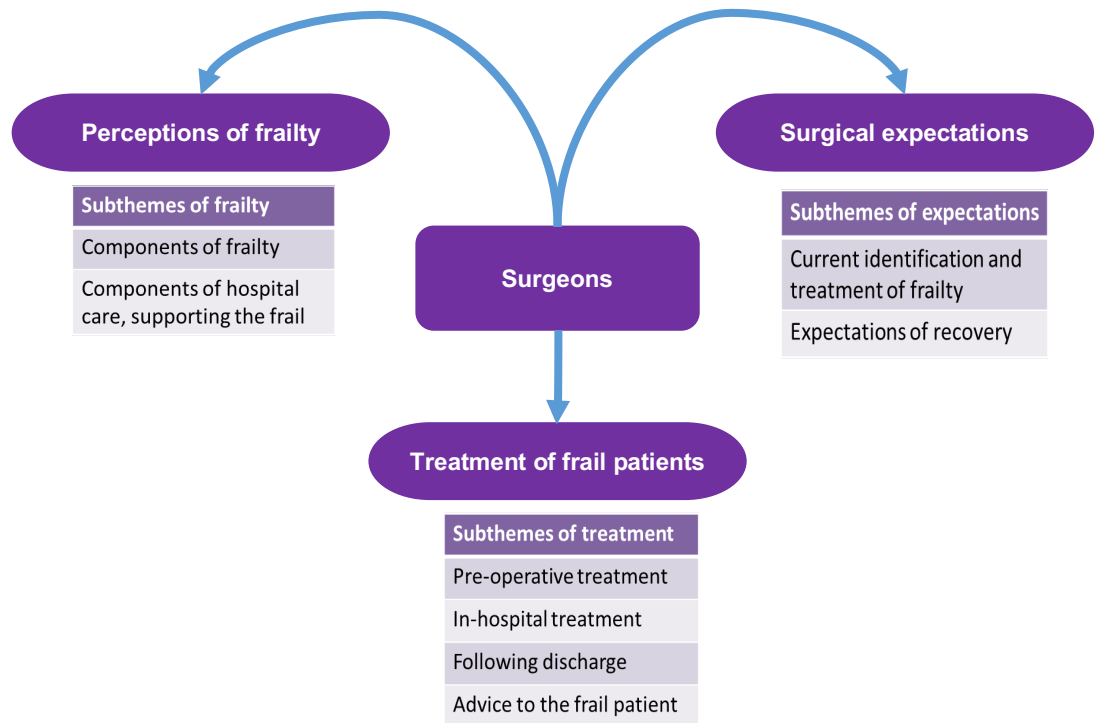 Perceptions of frailty
Subthemes of frailty
Components of frailty
Components of hospital
care, supporting the frail
Surgical expectations
Subthemes of expectations
Current identification and
treatment of frailty
Expectations of recovery
Surgeons
Treatment of frail patients
Subthemes of treatment
Pre-operative treatment
In-hospital treatment
Following discharge
Advice to the frail patient